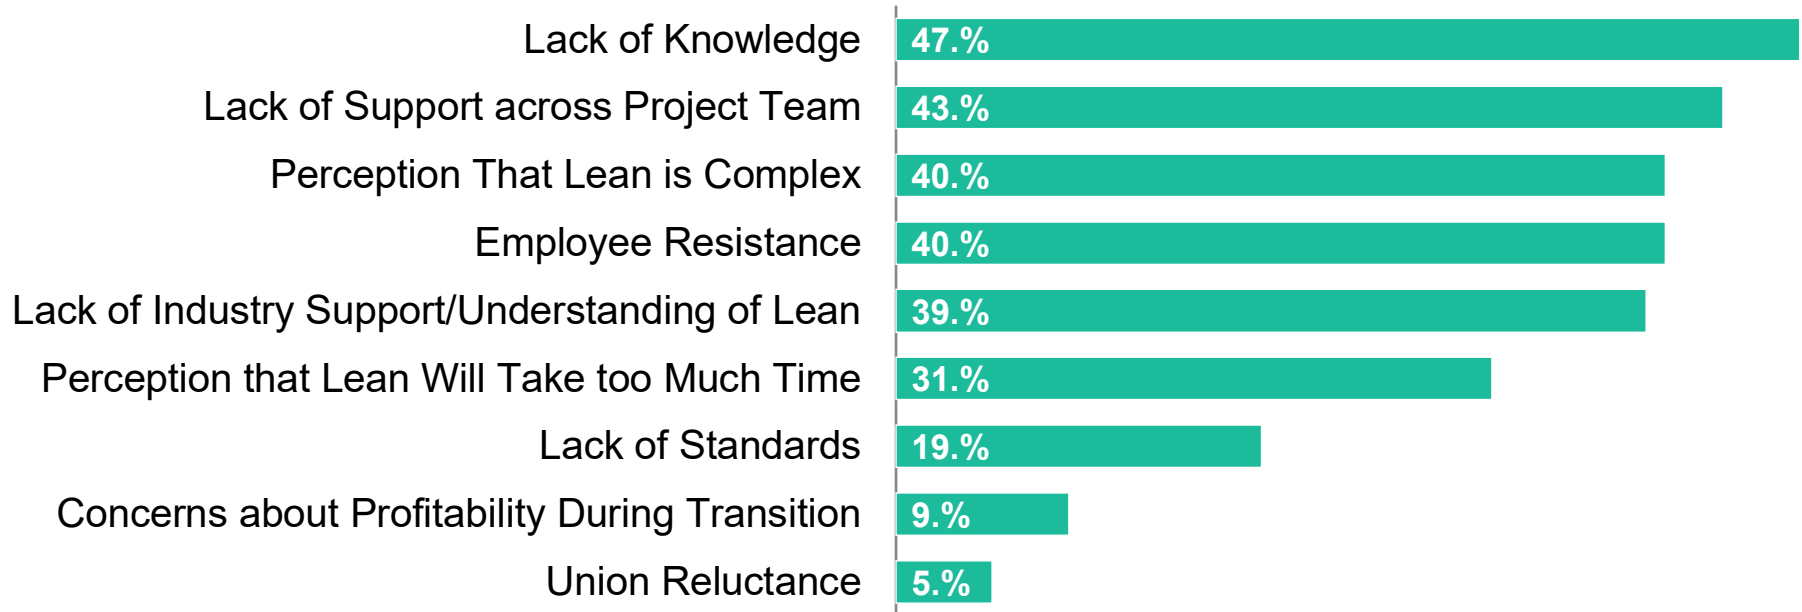 Lack of Knowledge 47.%
Lack of Support across Project Team 43.%
Perception That Lean is Complex 40.%
Employee Resistance 40.%
Lack of Industry Support/Understanding of Lean 39.%
Perception that Lean Will Take too Much Time 31.%
Lack of Standards 19.%
Concerns about Profitability During Transition 9.%
Union Reluctance 5.%